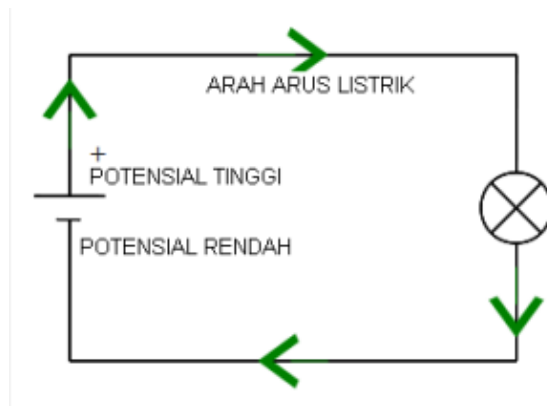 ARAH ARUS LISTRIK
+
POTENSIAL TINGGI
POTENSIAL RENDAH